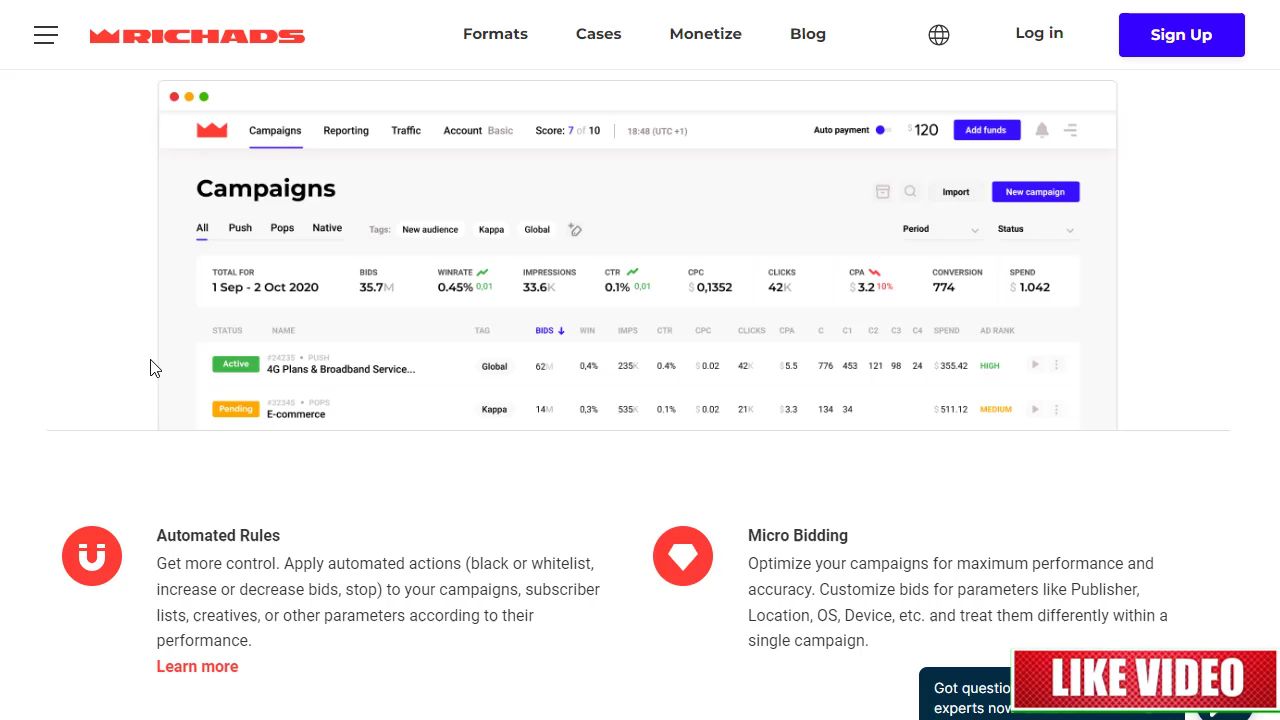 RICHADS
Formats Cases Monetize Blog Log in Sign Up
Campaigns Reporting Traffic Account Basic Score: 7 of 10 18:48 (UTC +1) Auto payment $120 Add funds
Campaigns
Import New campaign
All Push Pops Native Tags: New audience Kappa Global Period Status
TOTAL FOR BIDS WINRATE IMPRESSIONS CTR CPC CLICKS CPA CONVERSION SPEND
1 Sep - 2 Oct 2020 35.7M 0.45% 0,01 33.6K 0.1% 0,01 $ 0,1352 42K $ 3.2 10% 774 $ 1.042
STATUS NAME TAG BIDS WIN IMPS CTR CPC CLICKS CPA C C1 C2 C3 C4 SPEND AD RANK
#24235 • PUSH
Active 4G Plans & Broadband Service... Global 62M 0,4% 235K 0.4% $ 0.02 42K $ 5.5 776 453 121 98 24 $ 355.42 HIGH
#32345 • POPS
Pending E-commerce Kappa 14M 0,3% 535K 0.1% $ 0.02 21K $ 3.3 134 34 $ 511.12 MEDIUM
Automated Rules
Get more control. Apply automated actions (black or whitelist,
increase or decrease bids, stop) to your campaigns, subscriber
lists, creatives, or other parameters according to their
performance.
Learn more
Micro Bidding
Optimize your campaigns for maximum performance and
accuracy. Customize bids for parameters like Publisher,
Location, OS, Device, etc. and treat them differently within a
single campaign.
Got
experts
LIKE VIDEO